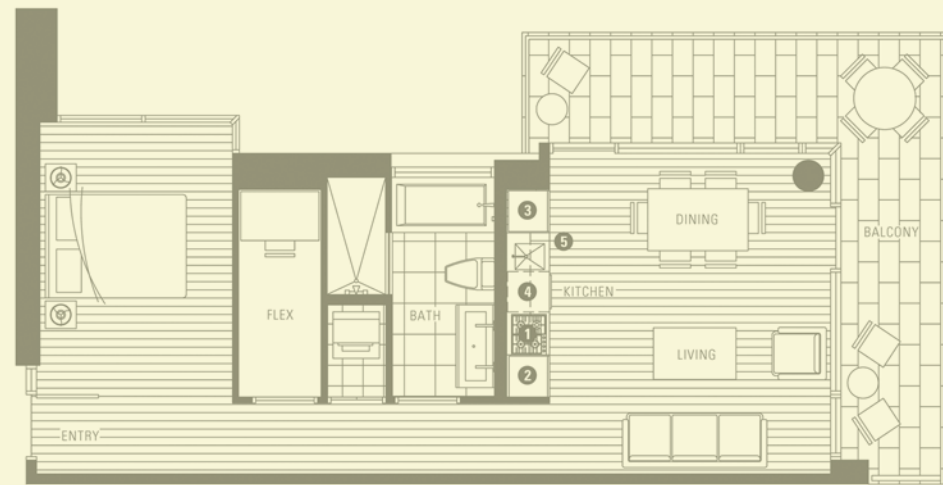 3
DINING
5
BALCONY
4
KITCHEN
FLEX
BATH
1
LIVING
2
ENTRY